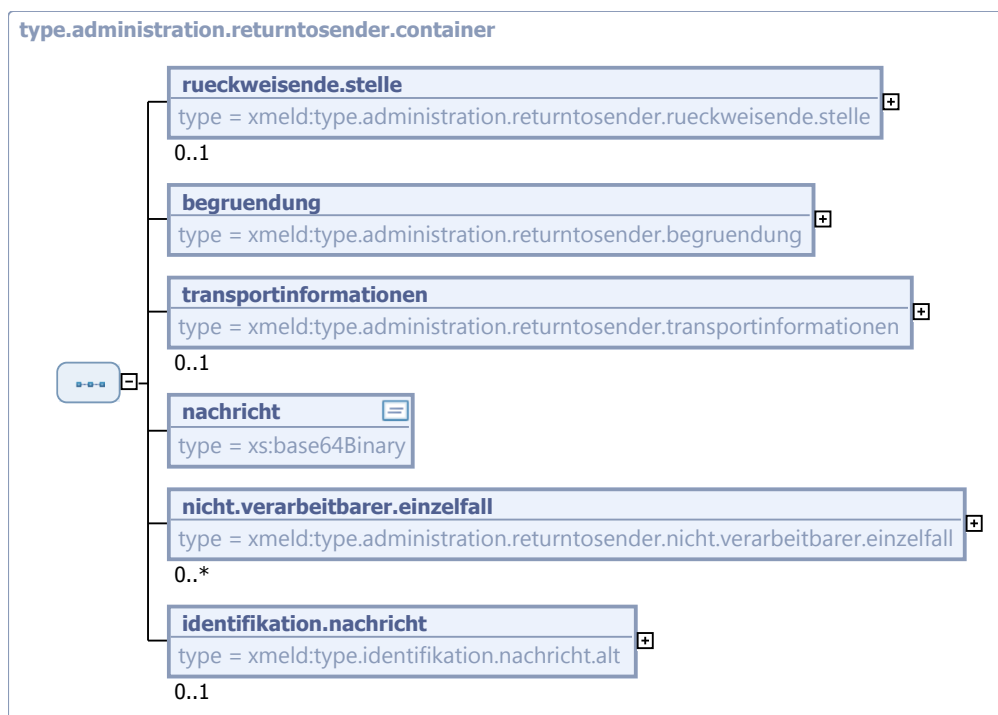 type.administration.returntosender.container
rueckweisende.stelle
type = xmeld:type.administration.returntosender.rueckweisende.stelle
0..1
begruendung
type = xmeld:type.administration.returntosender.begruendung
transportinformationen
type = xmeld:type.administration.returntosender.transportinformationen
0..1
nachricht
type = xs:base64Binary
nicht.verarbeitbarer.einzelfall
type = xmeld:type.administration.returntosender.nicht.verarbeitbarer.einzelfall
0..*
identifikation.nachricht
type = xmeld:type.identifikation.nachricht.alt
0..1